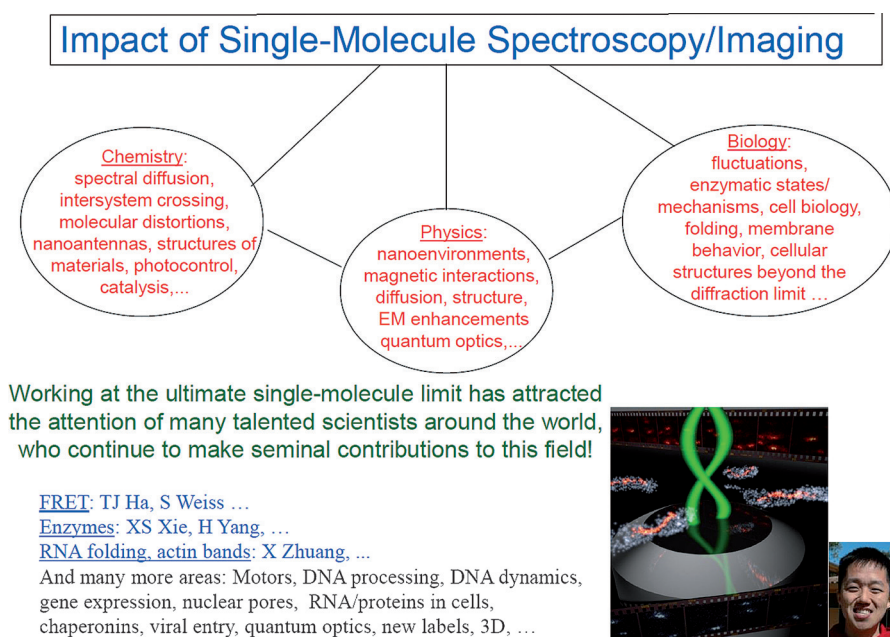 Impact of Single-Molecule Spectroscopy/Imaging
Chemistry:
spectral diffusion,
intersystem crossing,
molecular distortions,
nanoantennas, structures of
materials, photocontrol,
catalysis,...
Physics:
nanoenvironments,
magnetic interactions,
diffusion, structure,
EM enhancements
quantum optics,...
Biology:
fluctuations,
enzymatic states/
mechanisms, cell biology,
folding, membrane
behavior, cellular
structures beyond the
diffraction limit …
Working at the ultimate single-molecule limit has attracted
the attention of many talented scientists around the world,
who continue to make seminal contributions to this field!
FRET: TJ Ha, S Weiss …
Enzymes: XS Xie, H Yang, …
RNA folding, actin bands: X Zhuang, ...
And many more areas: Motors, DNA processing, DNA dynamics,
gene expression, nuclear pores, RNA/proteins in cells,
chaperonins, viral entry, quantum optics, new labels, 3D, …